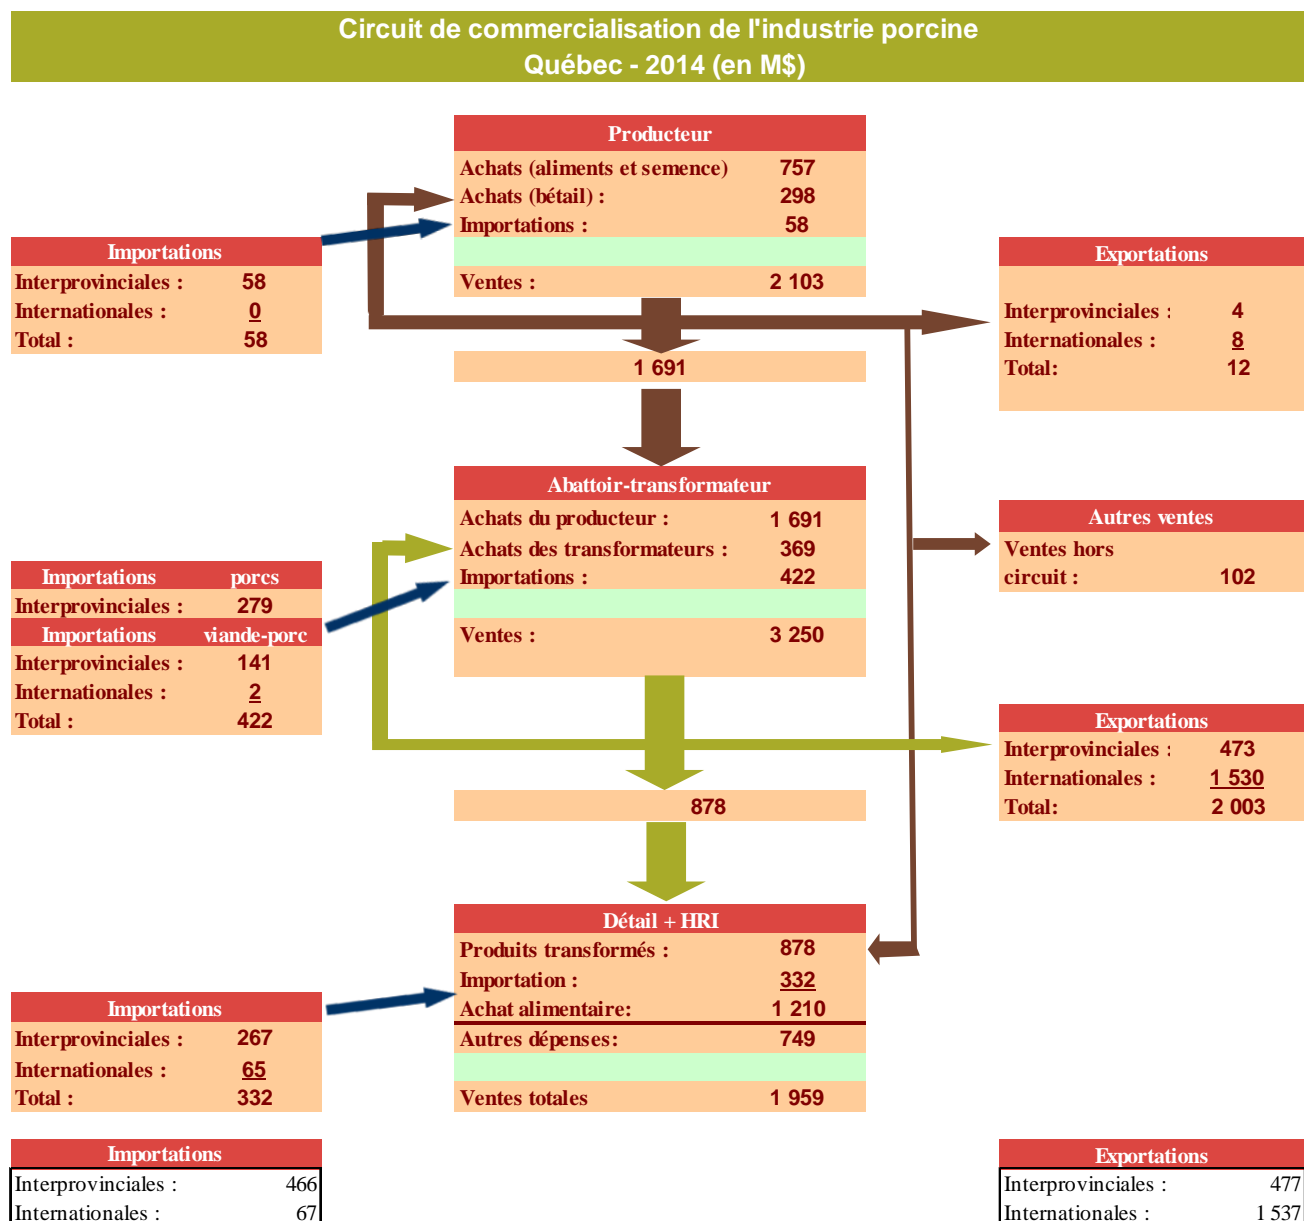 Circuit de commercialisation de l'industrie porcine
Québec - 2014 (en M$)
Producteur
Achats (aliments et semence) 757
Achats (bétail) : 298
Importations : 58
Ventes : 2 103
Importations
Interprovinciales : 58
Internationales : 0
Total : 58
Exportations
Interprovinciales : 4
Internationales : 8
Total: 12
1 691
Abattoir-transformateur
Achats du producteur : 1 691
Achats des transformateurs : 369
Importations : 422
Ventes : 3 250
Autres ventes
Ventes hors
circuit : 102
Importations porcs
Interprovinciales : 279
Importations viande-porc
Interprovinciales : 141
Internationales : 2
Total : 422
Exportations
Interprovinciales : 473
Internationales : 1 530
Total: 2 003
878
Détail + HRI
Produits transformés : 878
Importation : 332
Achat alimentaire: 1 210
Autres dépenses: 749
Ventes totales 1 959
Importations
Interprovinciales : 267
Internationales : 65
Total : 332
Importations
Interprovinciales : 466
Internationales : 67
Exportations
Interprovinciales : 477
Internationales : 1 537